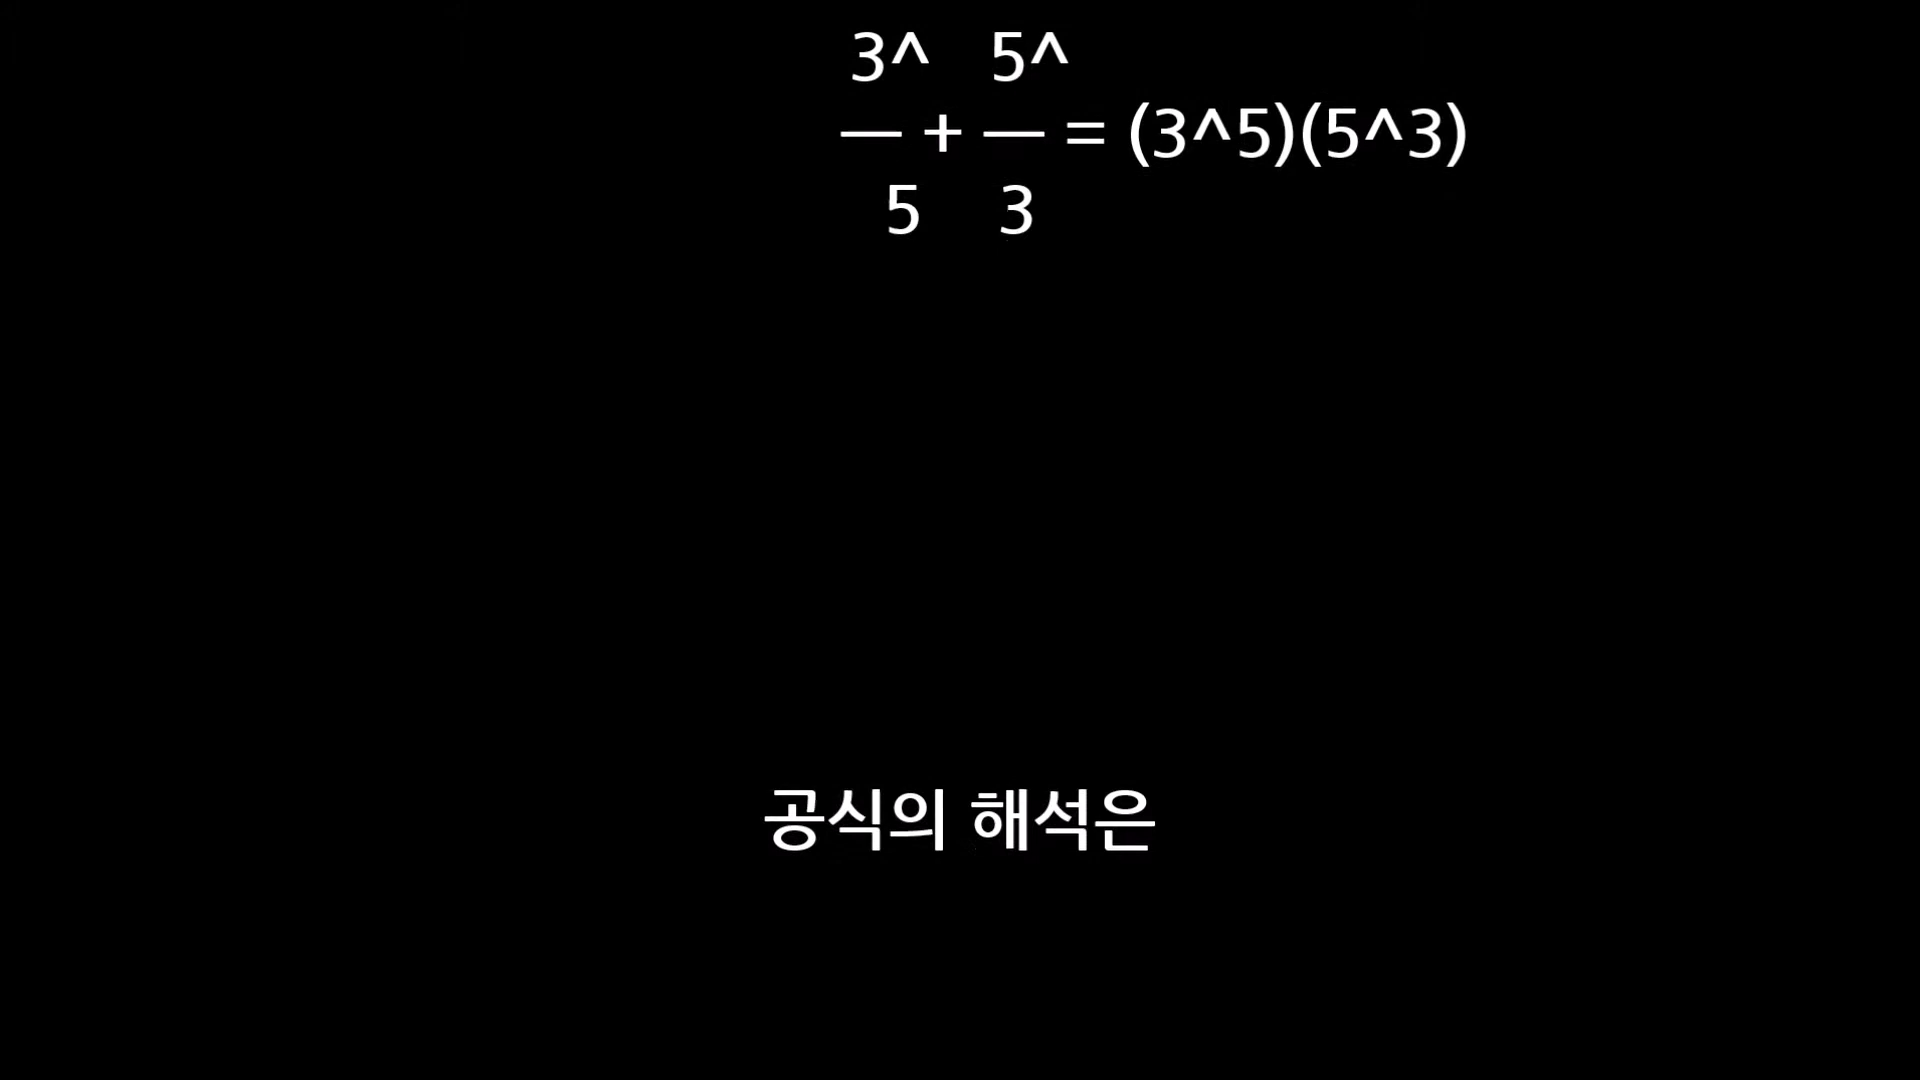 3^ 5^
— + — = (3^5)(5^3)
5 3
공식의 해석은